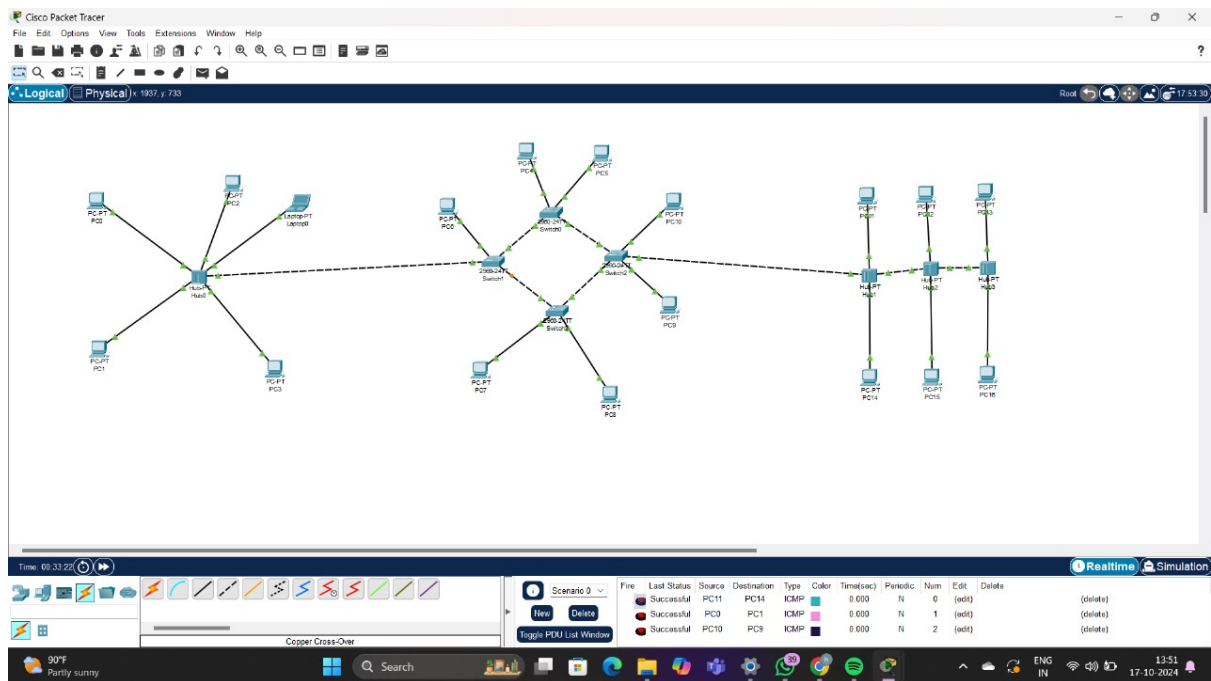 Cisco Packet Tracer
File Edit Options View Tools Extensions Window Help
Logical Physical x: 1937, y: 733 Root 17:53:30
PC-PT
PC0
PC-PT
PC2
Laptop-PT
Laptop0
Hub-PT
Hub0
PC-PT
PC1
PC-PT
PC3
PC-PT
PC-PT
PC5
PC-PT
PC6
PC-PT
PC10
2960-24TT
Switch0
2960-24TT
Switch1
2960-24TT
Switch2
2960-24TT
PC-PT
PC9
PC-PT
PC7
PC-PT
PC8
PC-PT
PC-PT
PC-PT
Hub-PT
Hub1
Hub-PT
Hub2
Hub-PT
Hub3
PC-PT
PC14
PC-PT
PC15
PC-PT
PC16
Time: 00:33:22 Realtime Simulation
Scenario 0
New Delete
Toggle PDU List Window
Fire Last Status Source Destination Type Color Time(sec) Periodic Num Edit Delete
Successful PC11 PC14 ICMP 0.000 N 0 (edit) (delete)
Successful PC0 PC1 ICMP 0.000 N 1 (edit) (delete)
Successful PC10 PC9 ICMP 0.000 N 2 (edit) (delete)
Copper Cross-Over
90°F
Partly sunny
Search
39
ENG
IN
13:51
17-10-2024